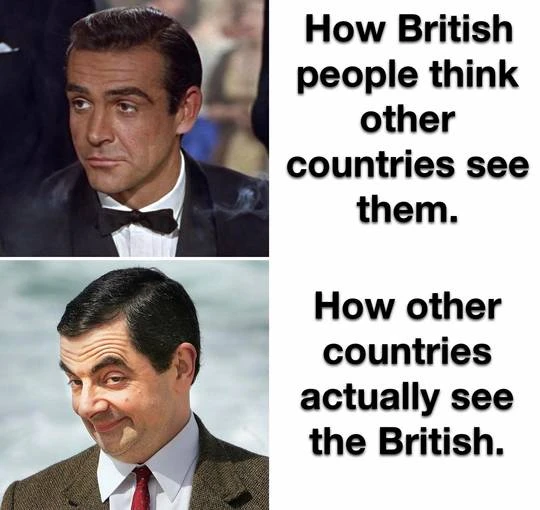 How British
people think
other
countries see
them.
How other
countries
actually see
the British.